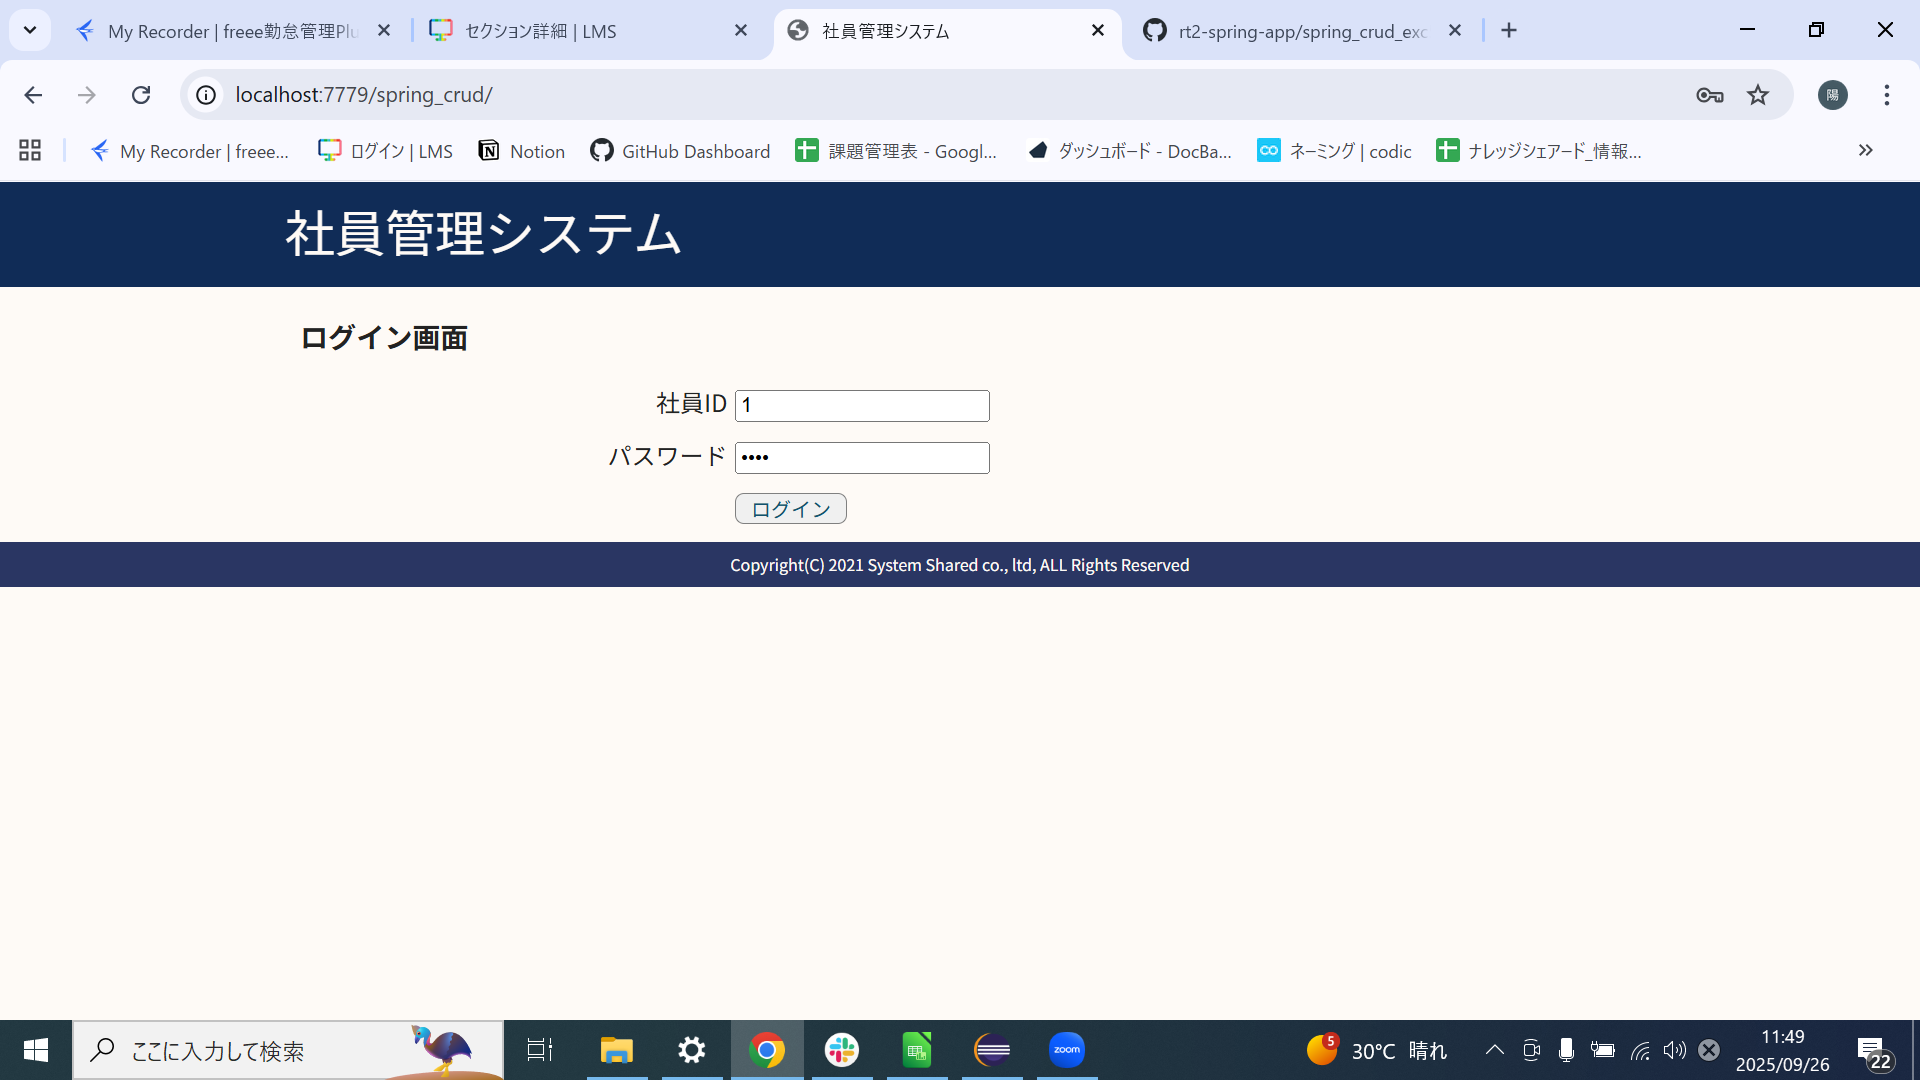 My Recorder | freee勤怠管理Plu
セクション詳細 | LMS
社員管理システム
rt2-spring-app/spring_crud_exc
localhost:7779/spring_crud/
陽
My Recorder | freee...
ログイン | LMS
Notion
GitHub Dashboard
課題管理表 - Googl...
ダッシュボード - DocBa...
ネーミング | codic
ナレッジシェアード_情報...
社員管理システム
ログイン画面
社員ID 1
パスワード ••••
ログイン
Copyright(C) 2021 System Shared co., ltd, ALL Rights Reserved
ここに入力して検索
zoom
5
30°C 晴れ
11:49
2025/09/26
22